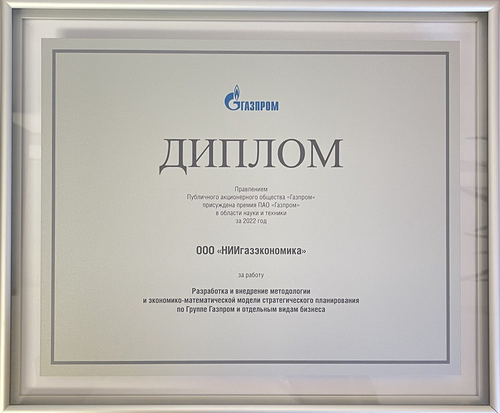 ГАЗПРОМ
ДИПЛОМ
Правлением
Публичного акционерного общества «Газпром»
присуждена премия ПАО «Газпром»
в области науки и техники
за 2022 год
ООО «НИИгазэкономика»
за работу
Разработка и внедрение методологии
и экономико-математической модели стратегического планирования
по Группе Газпром и отдельным видам бизнеса